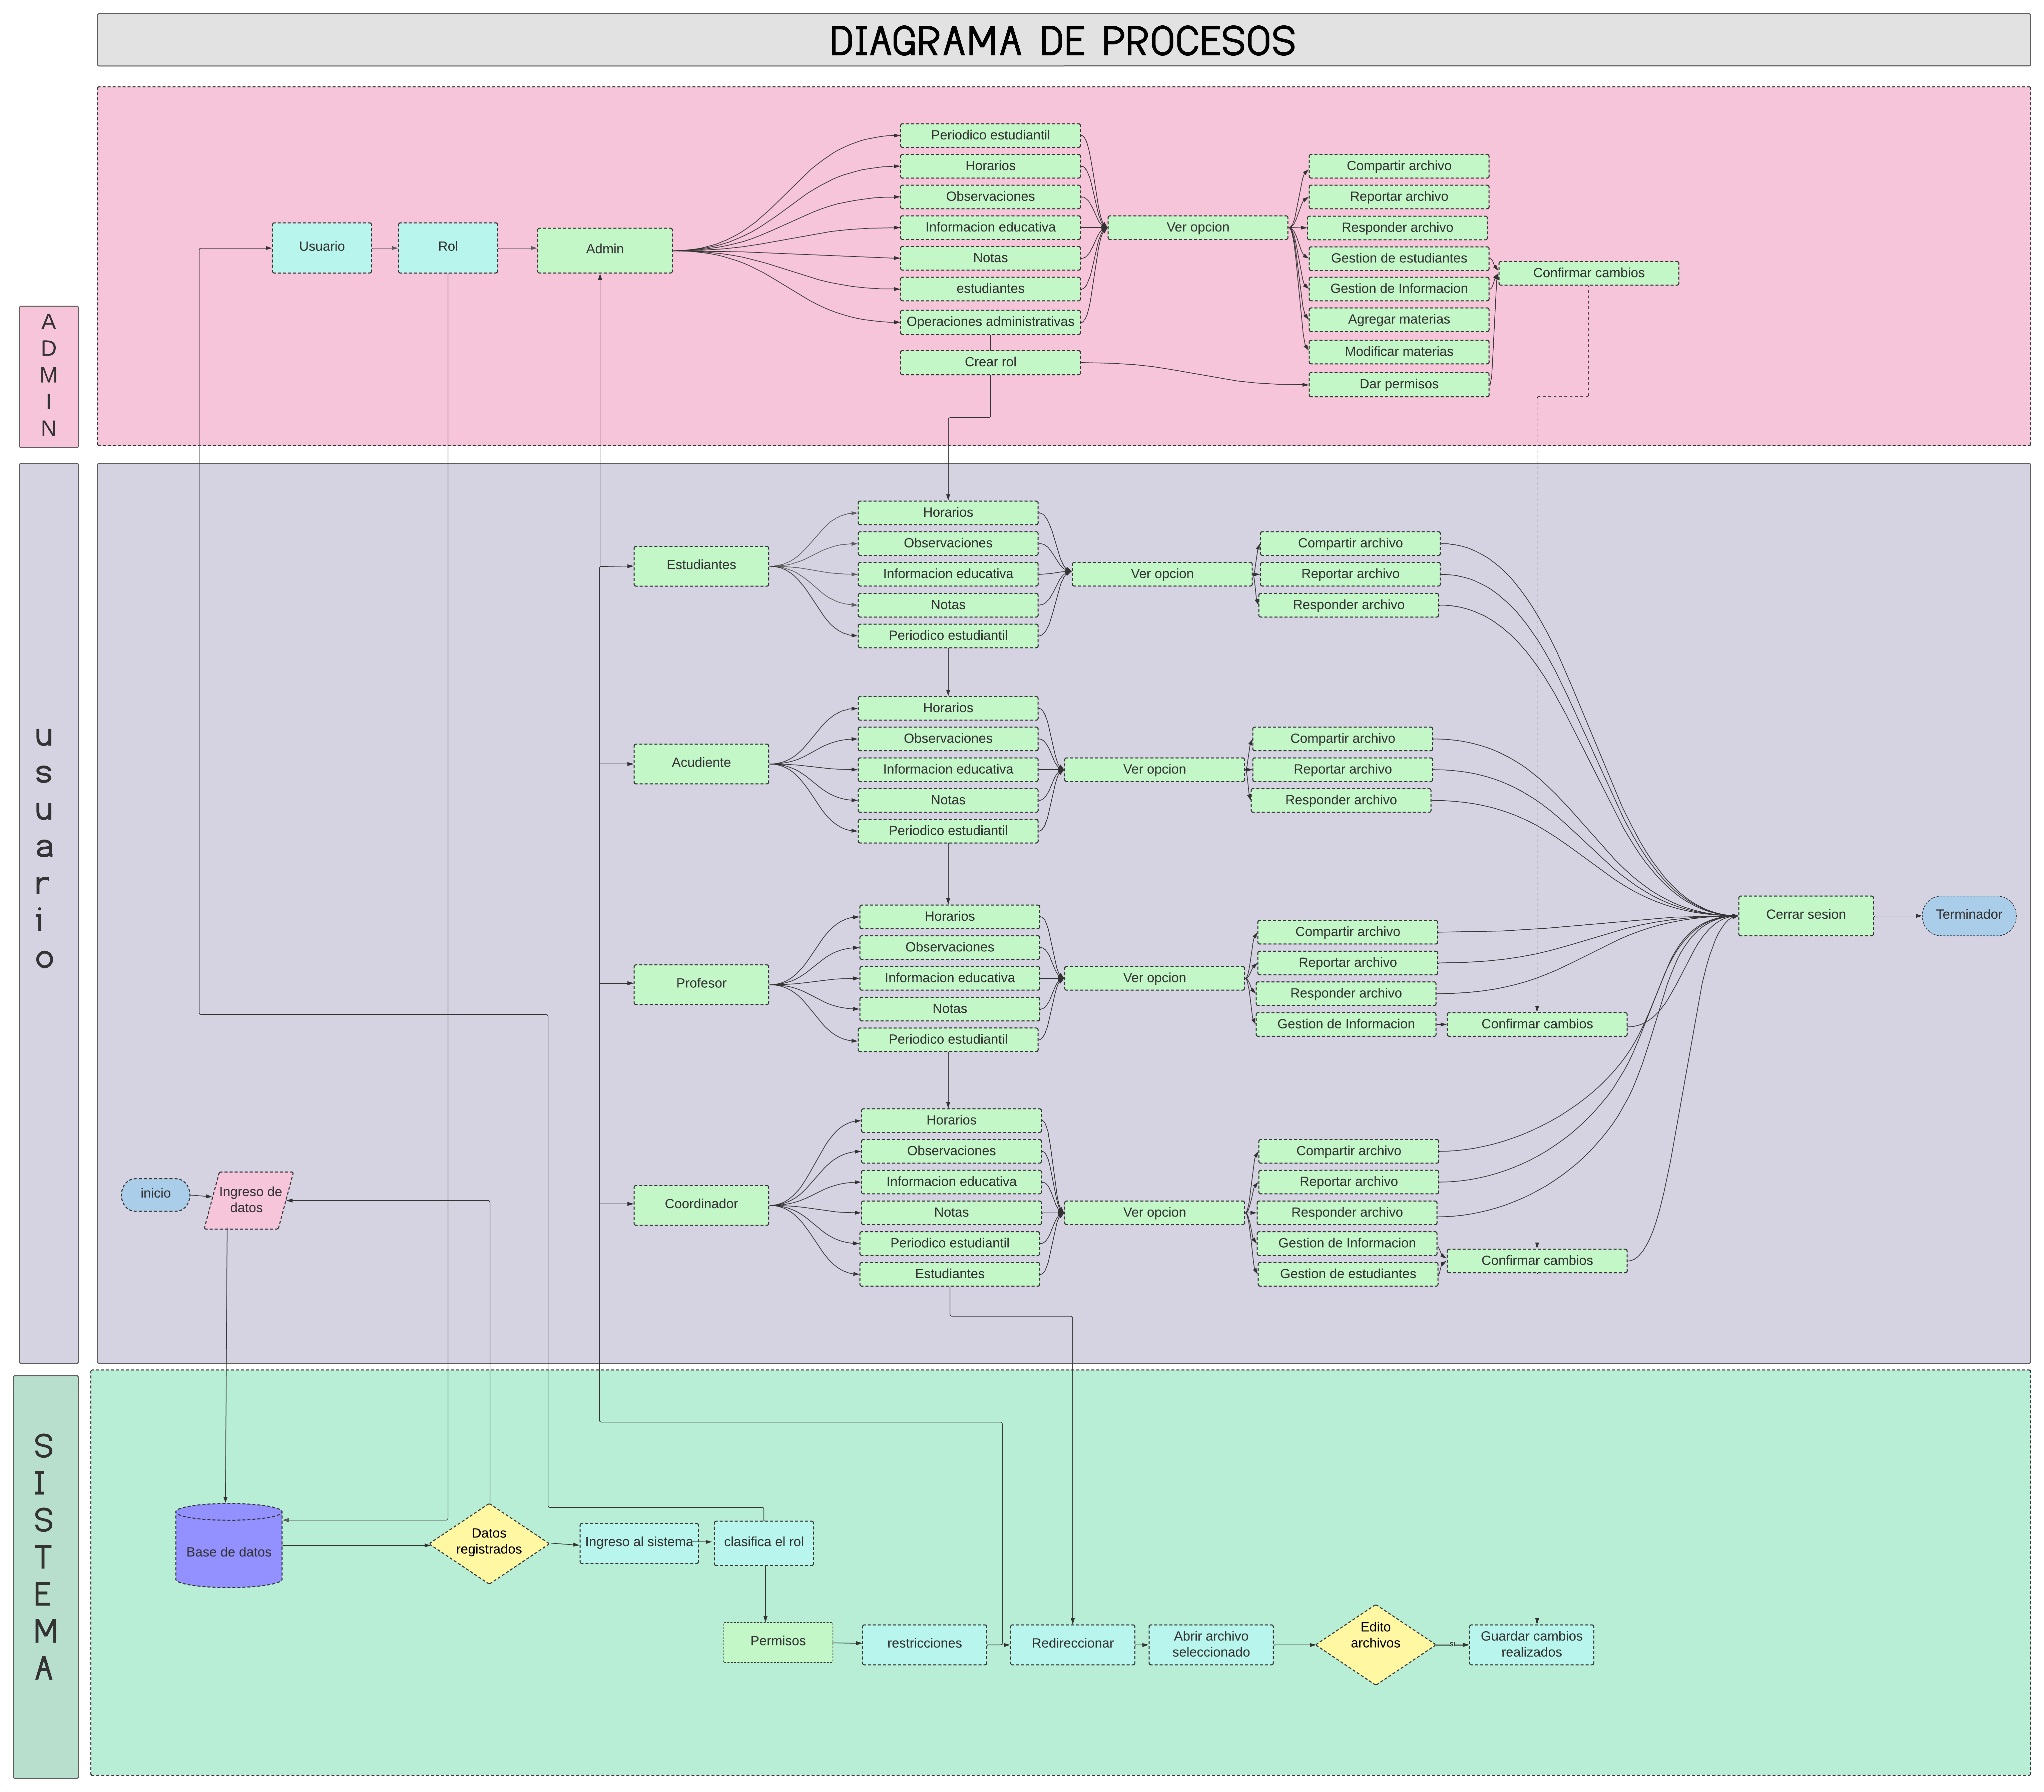 DIAGRAMA DE PROCESOS
ADMIN
Usuario
Rol
Admin
Periodico estudiantil
Horarios
Observaciones
Informacion educativa
Notas
estudiantes
Operaciones administrativas
Crear rol
Ver opcion
Compartir archivo
Reportar archivo
Responder archivo
Gestion de estudiantes
Gestion de Informacion
Agregar materias
Modificar materias
Dar permisos
Confirmar cambios
usuario
Estudiantes
Horarios
Observaciones
Informacion educativa
Notas
Periodico estudiantil
Ver opcion
Compartir archivo
Reportar archivo
Responder archivo
Acudiente
Horarios
Observaciones
Informacion educativa
Notas
Periodico estudiantil
Ver opcion
Compartir archivo
Reportar archivo
Responder archivo
Profesor
Horarios
Observaciones
Informacion educativa
Notas
Periodico estudiantil
Ver opcion
Compartir archivo
Reportar archivo
Responder archivo
Gestion de Informacion
Confirmar cambios
Cerrar sesion
Terminador
inicio
Ingreso de
datos
Coordinador
Horarios
Observaciones
Informacion educativa
Notas
Periodico estudiantil
Estudiantes
Ver opcion
Compartir archivo
Reportar archivo
Responder archivo
Gestion de Informacion
Gestion de estudiantes
Confirmar cambios
SISTEMA
Base de datos
Datos
registrados
Ingreso al sistema
clasifica el rol
Permisos
restricciones
Redireccionar
Abrir archivo
seleccionado
Edito
archivos
SI
Guardar cambios
realizados